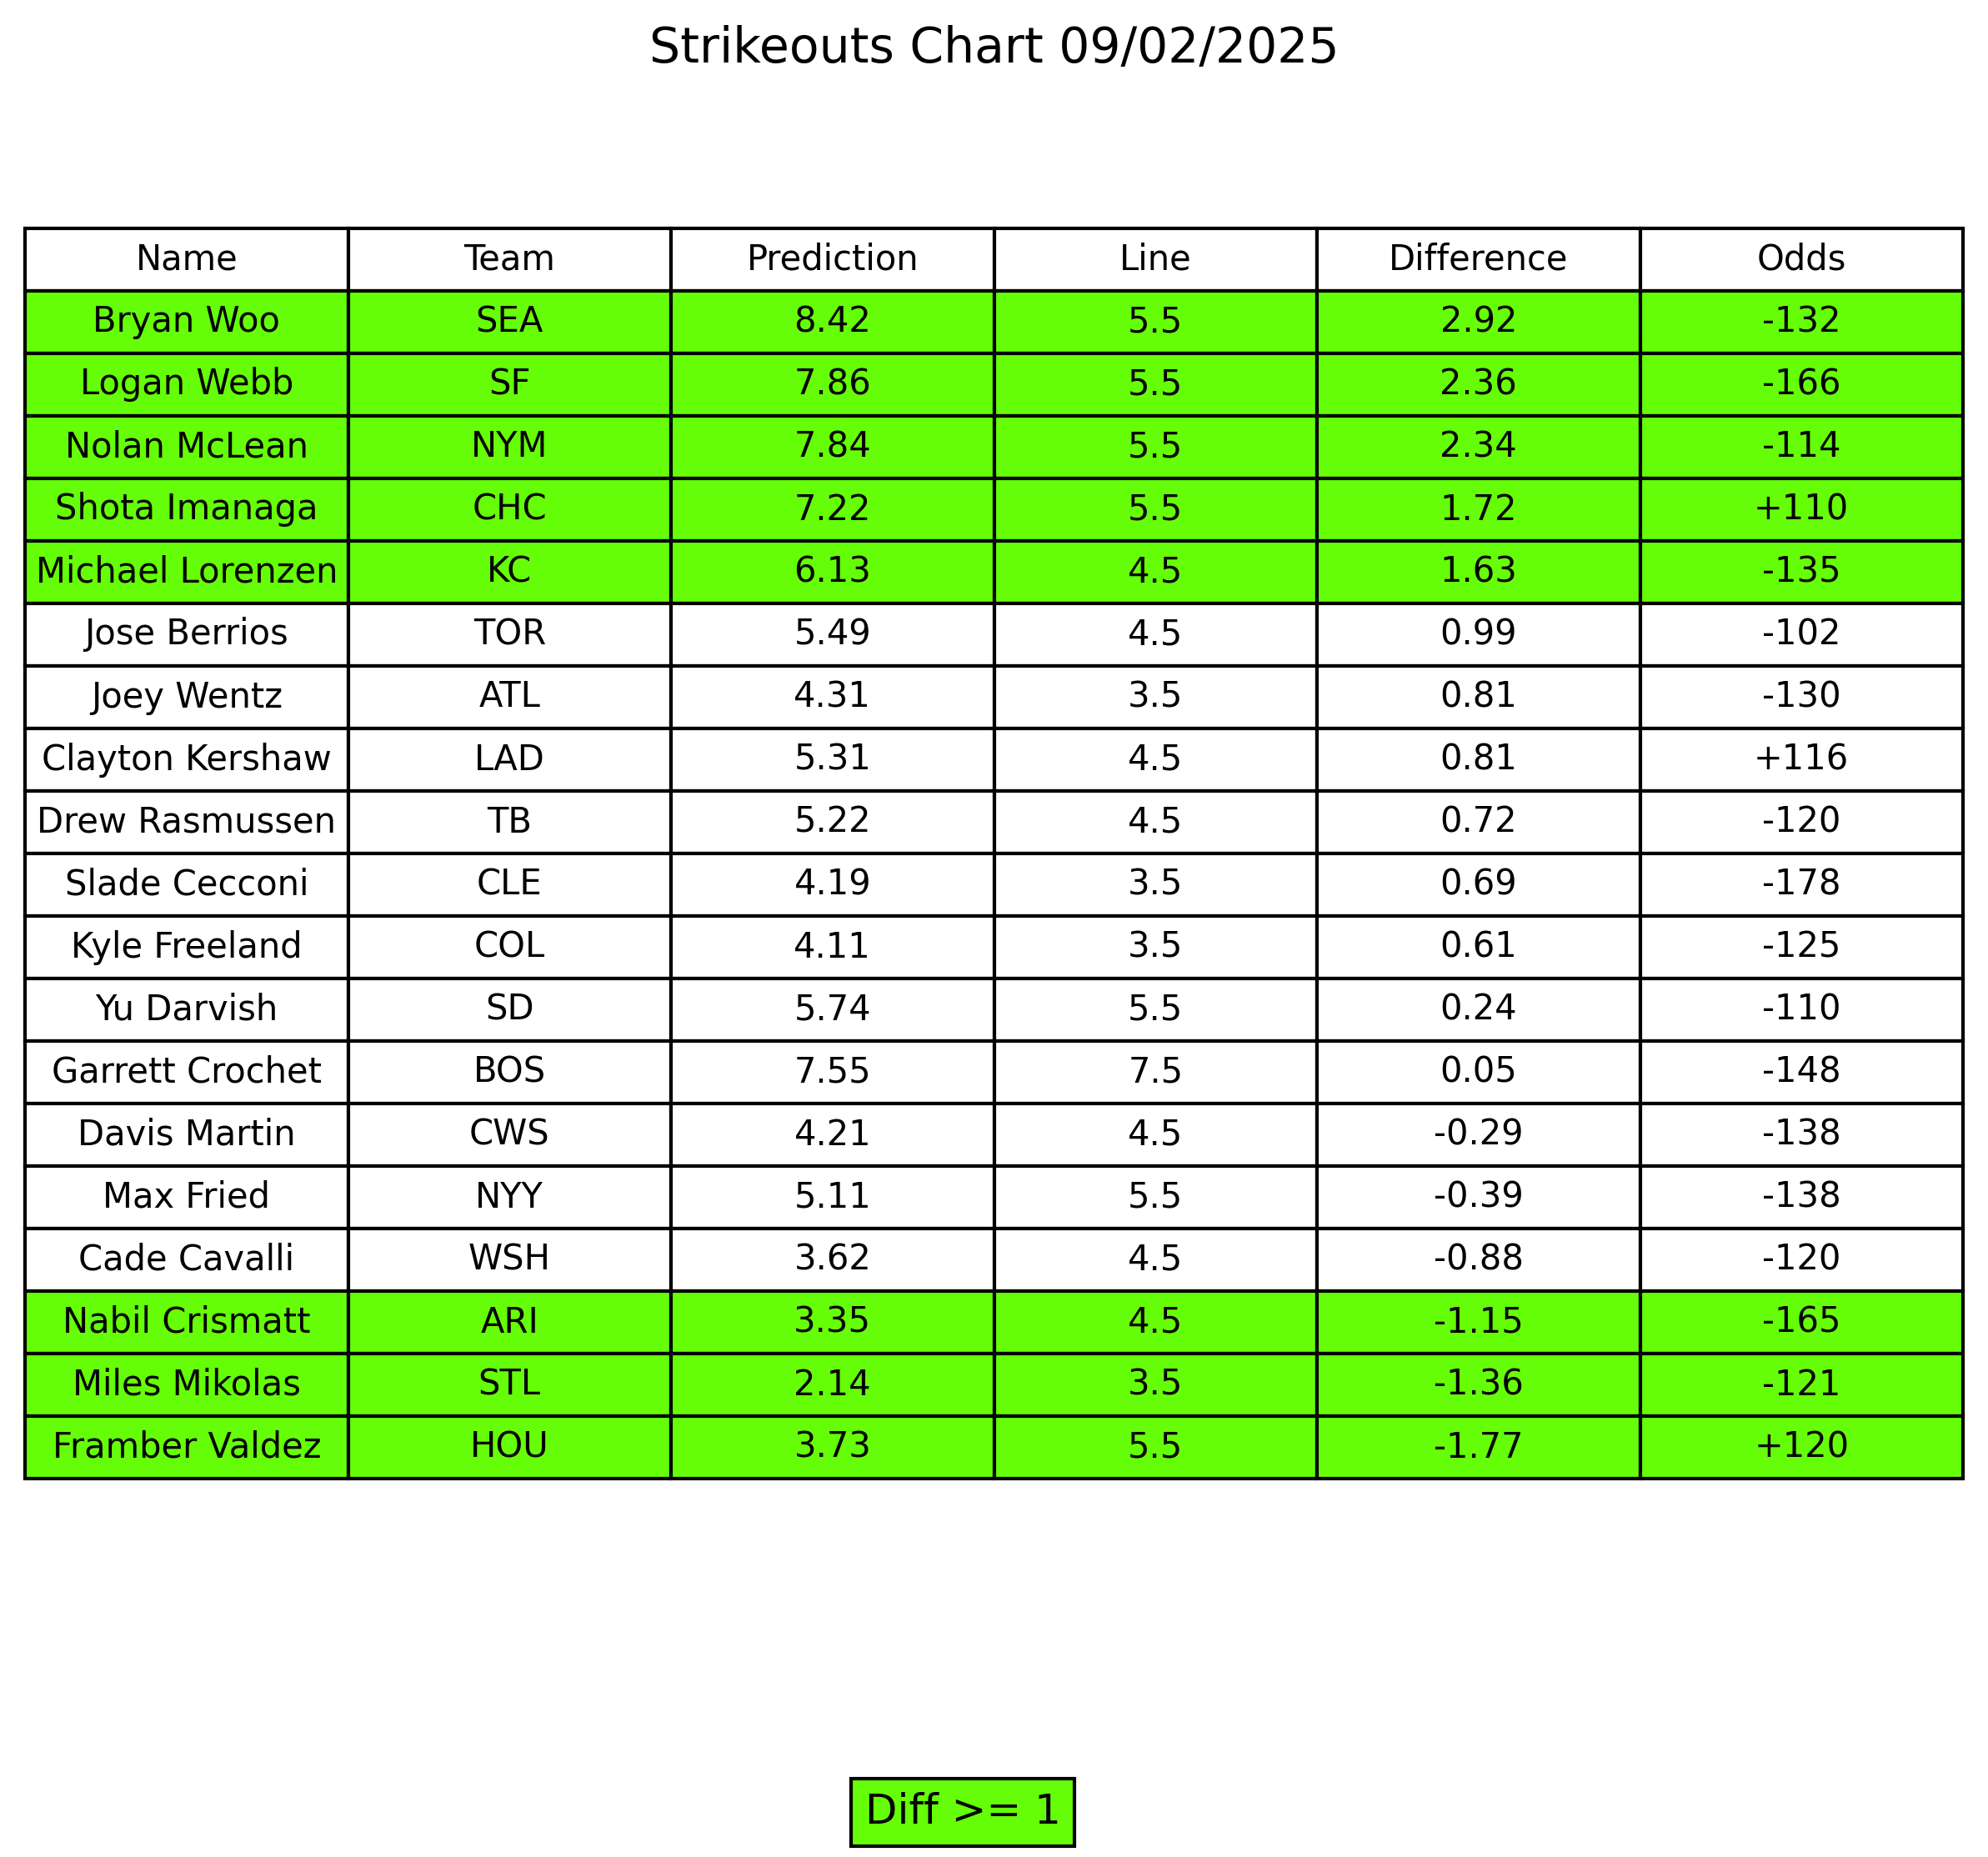 Strikeouts Chart 09/02/2025
Name Team Prediction Line Difference Odds
Bryan Woo SEA 8.42 5.5 2.92 -132
Logan Webb SF 7.86 5.5 2.36 -166
Nolan McLean NYM 7.84 5.5 2.34 -114
Shota Imanaga CHC 7.22 5.5 1.72 +110
Michael Lorenzen KC 6.13 4.5 1.63 -135
Jose Berrios TOR 5.49 4.5 0.99 -102
Joey Wentz ATL 4.31 3.5 0.81 -130
Clayton Kershaw LAD 5.31 4.5 0.81 +116
Drew Rasmussen TB 5.22 4.5 0.72 -120
Slade Cecconi CLE 4.19 3.5 0.69 -178
Kyle Freeland COL 4.11 3.5 0.61 -125
Yu Darvish SD 5.74 5.5 0.24 -110
Garrett Crochet BOS 7.55 7.5 0.05 -148
Davis Martin CWS 4.21 4.5 -0.29 -138
Max Fried NYY 5.11 5.5 -0.39 -138
Cade Cavalli WSH 3.62 4.5 -0.88 -120
Nabil Crismatt ARI 3.35 4.5 -1.15 -165
Miles Mikolas STL 2.14 3.5 -1.36 -121
Framber Valdez HOU 3.73 5.5 -1.77 +120
Diff >= 1